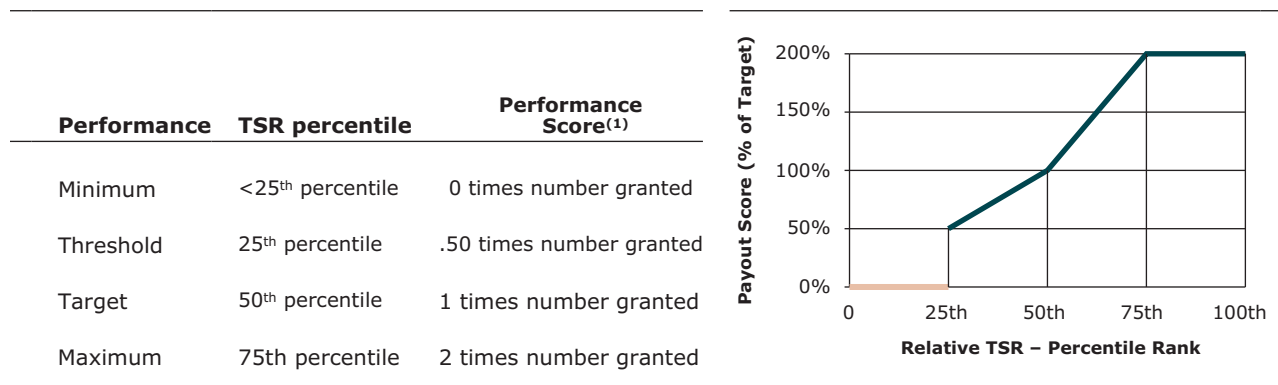 Performance TSR percentile Performance Score(1)
Minimum <25th percentile 0 times number granted
Threshold 25th percentile .50 times number granted
Target 50th percentile 1 times number granted
Maximum 75th percentile 2 times number granted
Payout Score (% of Target)
200%
150%
100%
50%
0%
0 25th 50th 75th 100th
Relative TSR – Percentile Rank